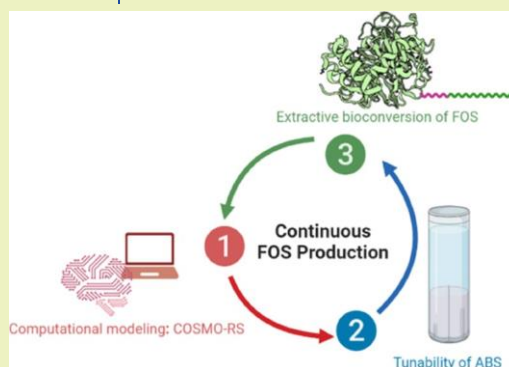 Extractive bioconversion of FOS
3
1
Continuous
FOS Production
Computational modeling: COSMO-RS
2
Tunability of ABS